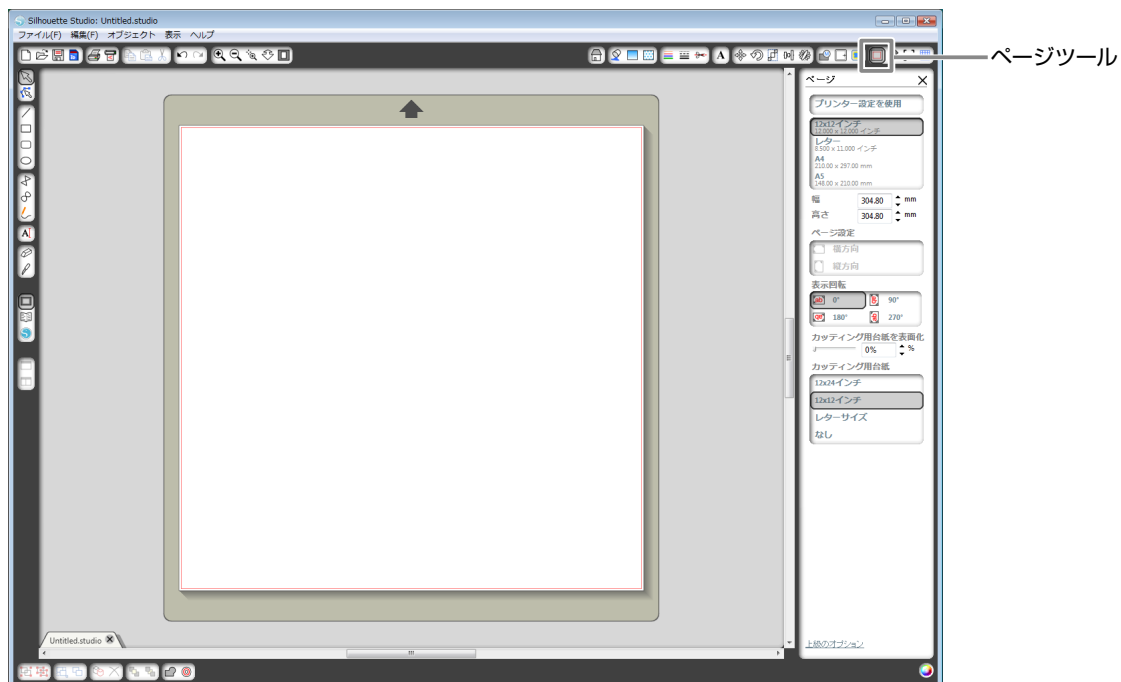 Silhouette Studio: Untitled.studio
ファイル(F) 編集(F) オブジェクト 表示 ヘルプ
ページツール
ページ
プリンター設定を使用
12x12インチ
12.000 x 12.000 インチ
レター
8.500 x 11.000 インチ
A4
210.00 x 297.00 mm
A5
148.00 x 210.00 mm
幅 304.80 mm
高さ 304.80 mm
ページ設定
横方向
縦方向
表示回転
0° 90°
180° 270°
カッティング用台紙を表面化
0% %
カッティング用台紙
12x24インチ
12x12インチ
レターサイズ
なし
上級のオプション
Untitled.studio